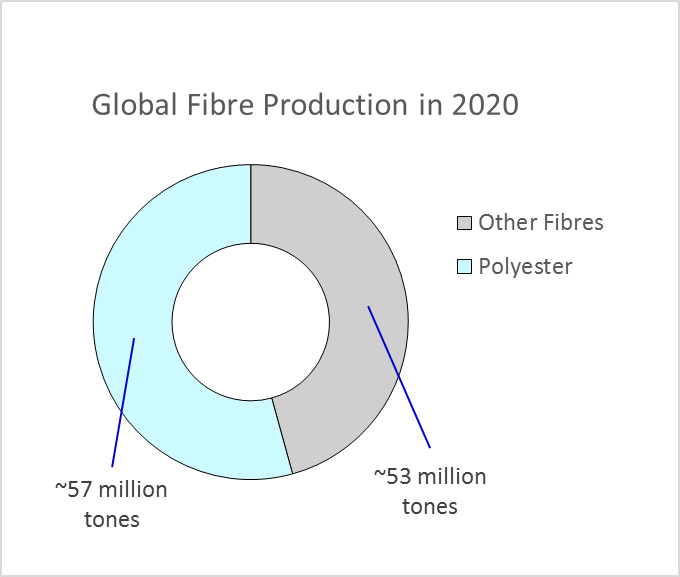 Global Fibre Production in 2020
Other Fibres
Polyester
~57 million
tones
~53 million
tones